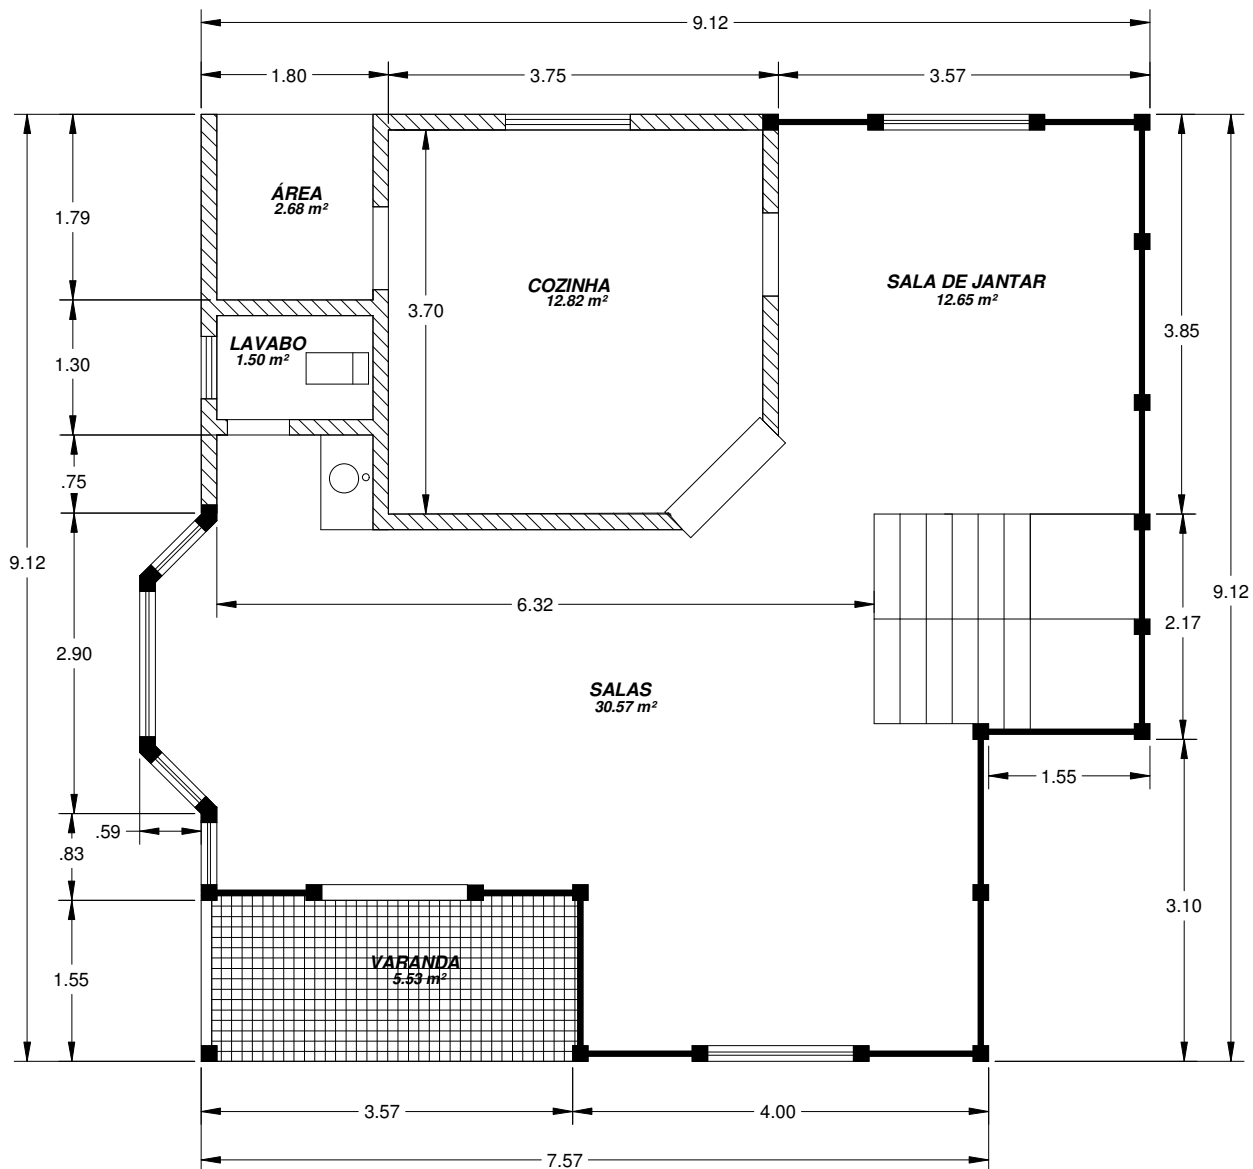 9.12
1.80
3.75
3.57
ÁREA
2.68 m²
1.79
COZINHA
12.82 m²
SALA DE JANTAR
12.65 m²
3.70
3.85
LAVABO
1.50 m²
1.30
.75
9.12
6.32
9.12
2.17
2.90
SALAS
30.57 m²
1.55
.59
.83
3.10
VARANDA
5.53 m²
1.55
3.57
4.00
7.57